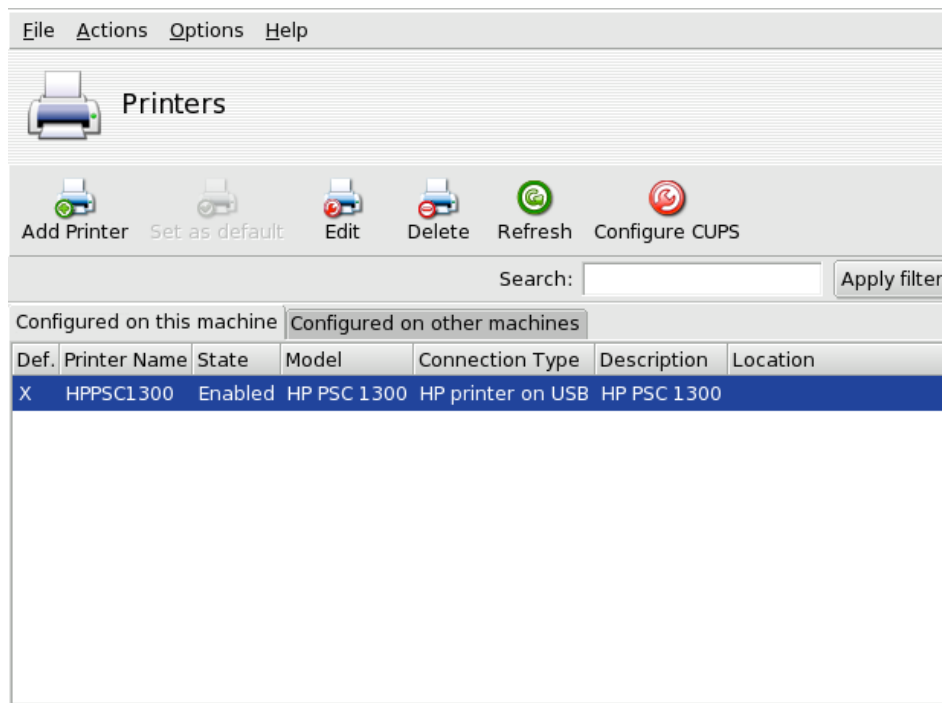 File Actions Options Help
Printers
Add Printer Set as default Edit Delete Refresh Configure CUPS
Search: Apply filter
Configured on this machine Configured on other machines
Def. Printer Name State Model Connection Type Description Location
X HPPSC1300 Enabled HP PSC 1300 HP printer on USB HP PSC 1300